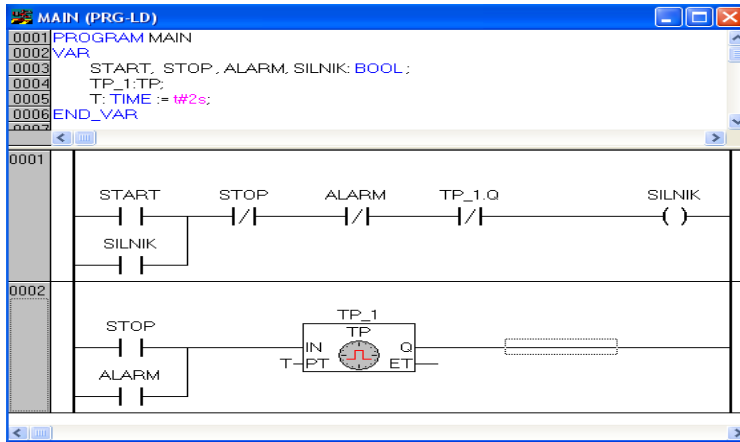 MAIN (PRG-LD)
0001 PROGRAM MAIN
0002 VAR
0003 START, STOP, ALARM, SILNIK: BOOL;
0004 TP_1:TP;
0005 T: TIME := t#2s;
0006 END_VAR
0007
0001
START STOP ALARM TP_1.Q SILNIK
SILNIK
0002
TP_1
STOP TP
IN Q
T PT ET
ALARM